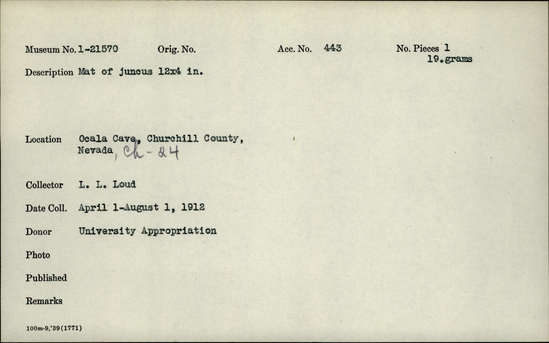 Museum No. 1-21570 Orig. No. Acc. No. 443 No. Pieces 1
19.grams
Description Mat of juncus 12x4 in.
Location Ocala Cave, Churchill County,
Nevada, Ch-24
Collector L. L. Loud
Date Coll. April 1-August 1, 1912
Donor University Appropriation
Photo
Published
Remarks
100m-9,'39(1771)